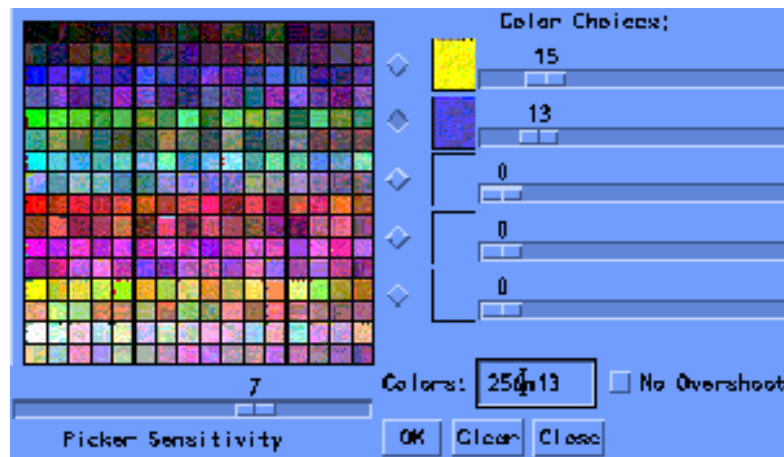 Color Choices:
15
13
0
0
0
7
Picker Sensitivity
Colors:
No Overshoot
OK Clear Close